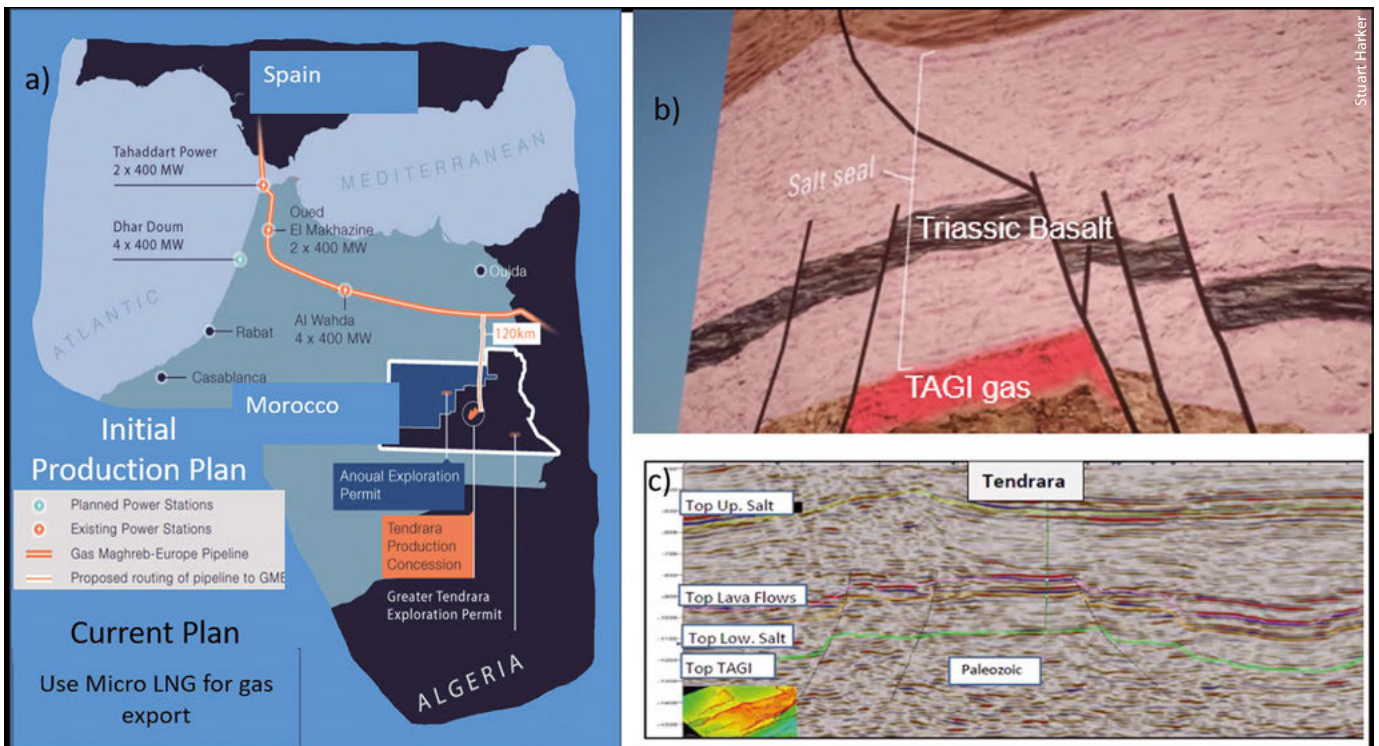 a)
Spain
Tahaddart Power
2 x 400 MW
MEDITERRANEAN
Dhar Doum
4 x 400 MW
Oued
El Makhazine
2 x 400 MW
Oujda
ATLANTIC
Al Wahda
4 x 400 MW
Rabat
120km
Casablanca
Morocco
Initial
Production Plan
Planned Power Stations
Existing Power Stations
Gas Maghreb-Europe Pipeline
Proposed routing of pipeline to GME
Anoual Exploration
Permit
Tendrara
Production
Concession
Greater Tendrara
Exploration Permit
Current Plan
Use Micro LNG for gas
export
ALGERIA
b)
Stuart Harker
Salt seal
Triassic Basalt
TAGI gas
c)
Tendrara
Top Up. Salt
Top Lava Flows
Top Low. Salt
Top TAGI
Paleozoic